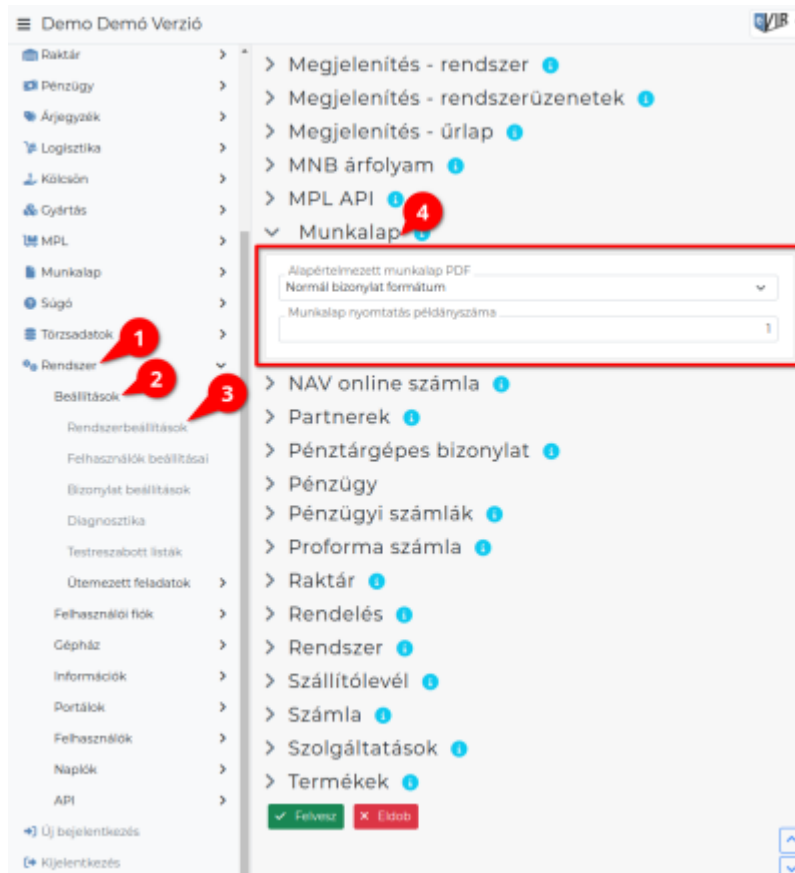 Demo Demó Verzió
VIR
Raktár
Pénzügy
Árjegyzék
Logisztika
Kölcsön
Gyártás
MPL
Munkalap
Súgó
Törzsadatok
1
Rendszer
2
Beállítások
3
Rendszerbeállítások
Felhasználók beállításai
Bizonylat beállítások
Diagnosztika
Testreszabott listák
Ütemezett feladatok
Felhasználói fiók
Gépház
Információk
Portálok
Felhasználók
Naplók
API
Új bejelentkezés
Kijelentkezés
Megjelenítés - rendszer
Megjelenítés - rendszerüzenetek
Megjelenítés - űrlap
MNB árfolyam
MPL API
4
Munkalap
Alapértelmezett munkalap PDF
Normál bizonylat formátum
Munkalap nyomtatás példányszáma
1
NAV online számla
Partnerek
Pénztárgépes bizonylat
Pénzügy
Pénzügyi számlák
Proforma számla
Raktár
Rendelés
Rendszer
Szállítólevél
Számla
Szolgáltatások
Termékek
Felvesz
Eldob